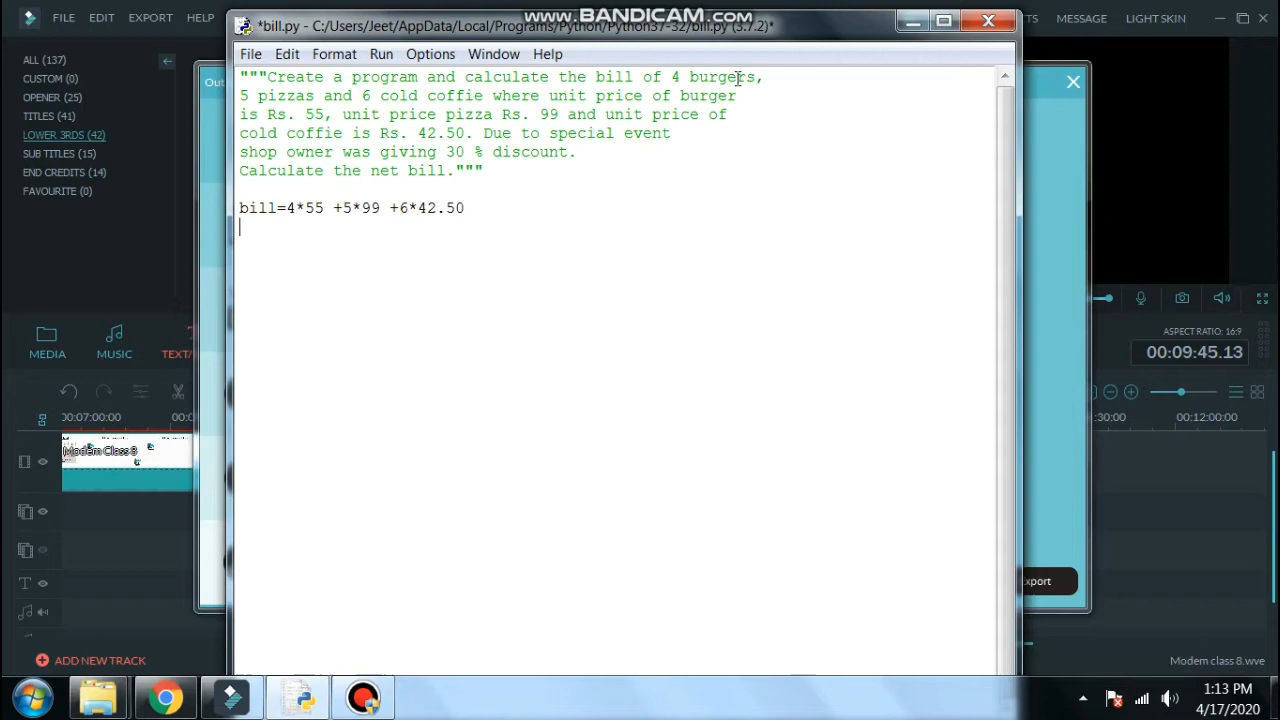 WWW.BANDICAM.COM
FILE EDIT EXPORT HELP
*bill.py - C:/Users/Jeet/AppData/Local/Programs/Python/Python37-32/bill.py (3.7.2)*
MESSAGE LIGHT SKIN
File Edit Format Run Options Window Help
ALL (137)
CUSTOM (0)
OPENER (25)
TITLES (41)
LOWER 3RDS (42)
SUB TITLES (15)
END CREDITS (14)
FAVOURITE (0)
Out
"""Create a program and calculate the bill of 4 burgers,
5 pizzas and 6 cold coffie where unit price of burger
is Rs. 55, unit price pizza Rs. 99 and unit price of
cold coffie is Rs. 42.50. Due to special event
shop owner was giving 30 % discount.
Calculate the net bill."""
bill=4*55 +5*99 +6*42.50
MEDIA MUSIC TEXT/
ASPECT RATIO: 16:9
00:09:45.13
00:07:00:00
00:12:00:00
Modem Class 8
ADD NEW TRACK
Modem class 8.wve
1:13 PM
4/17/2020